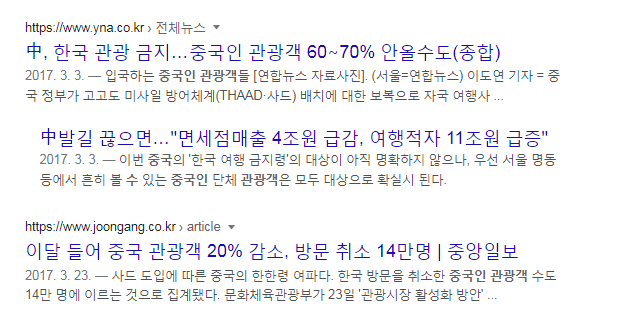 https://www.yna.co.kr › 전체뉴스
中, 한국 관광 금지…중국인 관광객 60~70% 안올수도(종합)
2017. 3. 3. — 입국하는 중국인 관광객들 [연합뉴스 자료사진]. (서울=연합뉴스) 이도연 기자 = 중
국 정부가 고고도 미사일 방어체계(THAAD·사드) 배치에 대한 보복으로 자국 여행사 ...
中발길 끊으면…"면세점매출 4조원 급감, 여행적자 11조원 급증"
2017. 3. 3. — 이번 중국의 '한국 여행 금지령'의 대상이 아직 명확하지 않으나, 우선 서울 명동
등에서 흔히 볼 수 있는 중국인 단체 관광객은 모두 대상으로 확실시 된다.
https://www.joongang.co.kr › article
이달 들어 중국 관광객 20% 감소, 방문 취소 14만명 | 중앙일보
2017. 3. 23. — 사드 도입에 따른 중국의 한한령 여파다. 한국 방문을 취소한 중국인 관광객 수도
14만 명에 이르는 것으로 집계됐다. 문화체육관광부가 23일 '관광시장 활성화 방안' ...